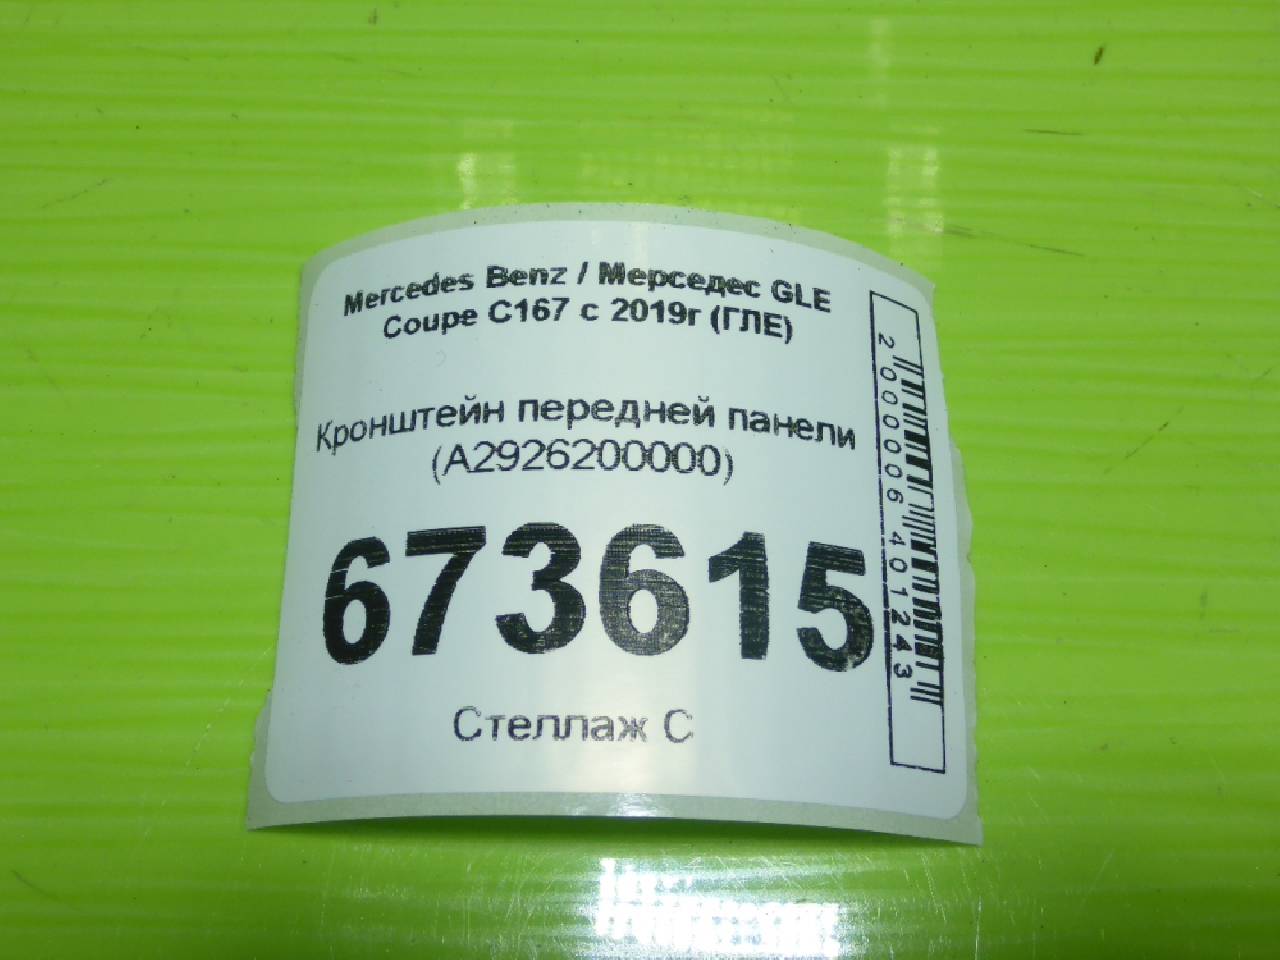 Mercedes Benz / Мерседес GLE
Coupe C167 с 2019г (ГЛЕ)
Кронштейн передней панели
(A2926200000)
673615
Стеллаж С
2000006401243